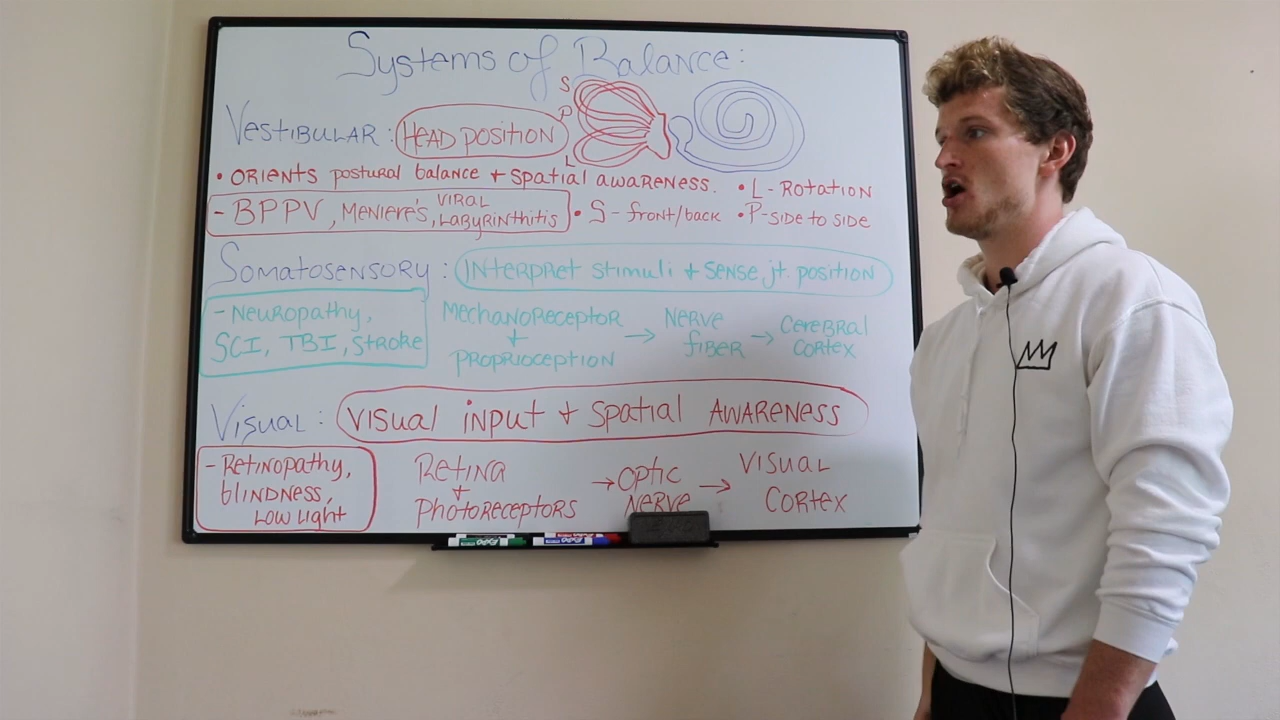 Systems of Balance:
S
P
L
VESTIBULAR: HEAD POSITION
• ORIENTS postural balance + SPATIAL AWARENESS.
- BPPV, MENIERE'S, VIRAL LABYRINTHITIS
• L - ROTATION
• S - front/back • P - SIDE TO SIDE
SOMATOSENSORY: INTERPRET STIMULI + SENSE jt. POSITION
- NEUROPATHY,
SCI, TBI, STROKE
MECHANORECEPTOR
+
PROPRIOCEPTION
→ NERVE
FIBER
→ CEREBRAL
CORTEX
VISUAL: VISUAL INPUT + SPATIAL AWARENESS
- RETINOPATHY,
blINDNESS,
LOW LIGHT
RETINA
+
PHOTORECEPTORS
→ OPTIC
NERVE
→ VISUAL
CORTEX
EXPO